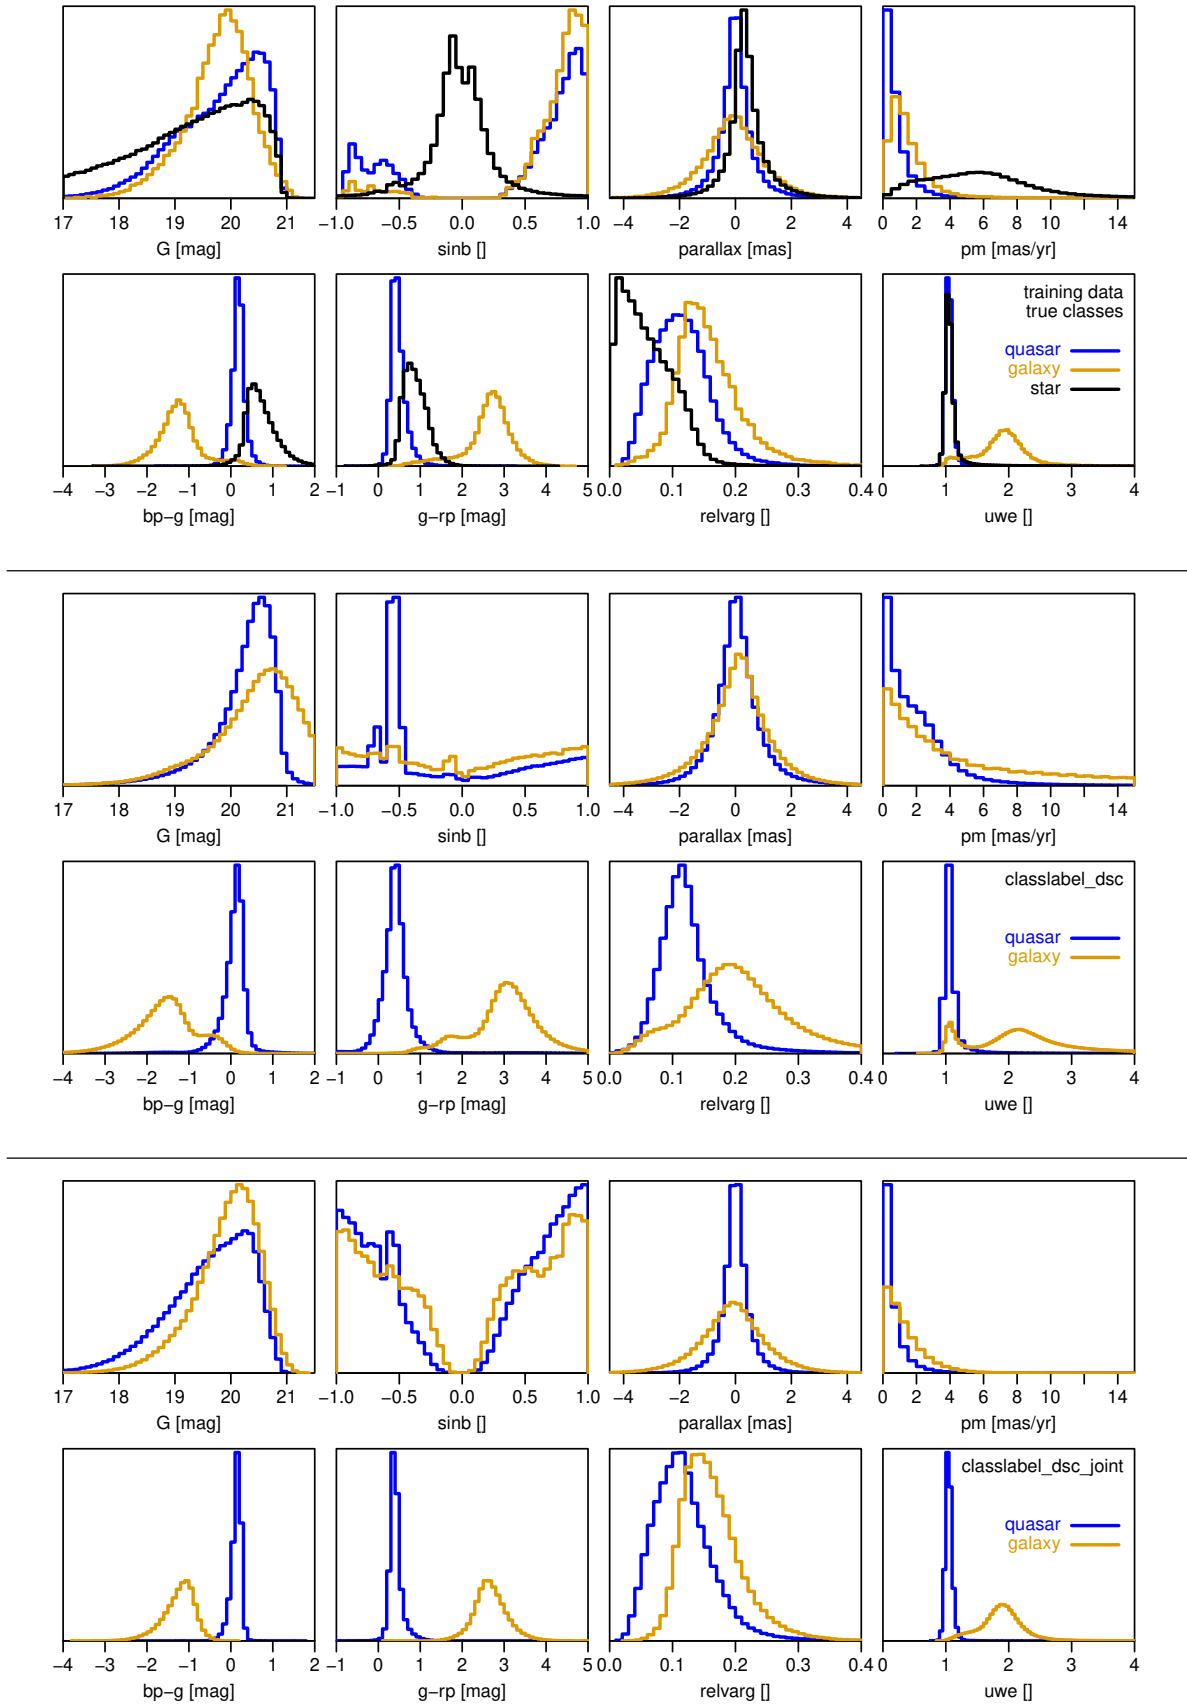 17 18 19 20 21
G [mag]
−1.0 −0.5 0.0 0.5 1.0
sinb []
−4 −2 0 2 4
parallax [mas]
0 2 4 6 8 10 14
pm [mas/yr]
training data
true classes
quasar
galaxy
star
−4 −3 −2 −1 0 1 2
bp−g [mag]
−1 0 1 2 3 4 5
g−rp [mag]
0.0 0.1 0.2 0.3 0.4
relvarg []
0 1 2 3 4
uwe []
17 18 19 20 21
G [mag]
−1.0 −0.5 0.0 0.5 1.0
sinb []
−4 −2 0 2 4
parallax [mas]
0 2 4 6 8 10 14
pm [mas/yr]
classlabel_dsc
quasar
galaxy
−4 −3 −2 −1 0 1 2
bp−g [mag]
−1 0 1 2 3 4 5
g−rp [mag]
0.0 0.1 0.2 0.3 0.4
relvarg []
0 1 2 3 4
uwe []
17 18 19 20 21
G [mag]
−1.0 −0.5 0.0 0.5 1.0
sinb []
−4 −2 0 2 4
parallax [mas]
0 2 4 6 8 10 14
pm [mas/yr]
classlabel_dsc_joint
quasar
galaxy
−4 −3 −2 −1 0 1 2
bp−g [mag]
−1 0 1 2 3 4 5
g−rp [mag]
0.0 0.1 0.2 0.3 0.4
relvarg []
0 1 2 3 4
uwe []